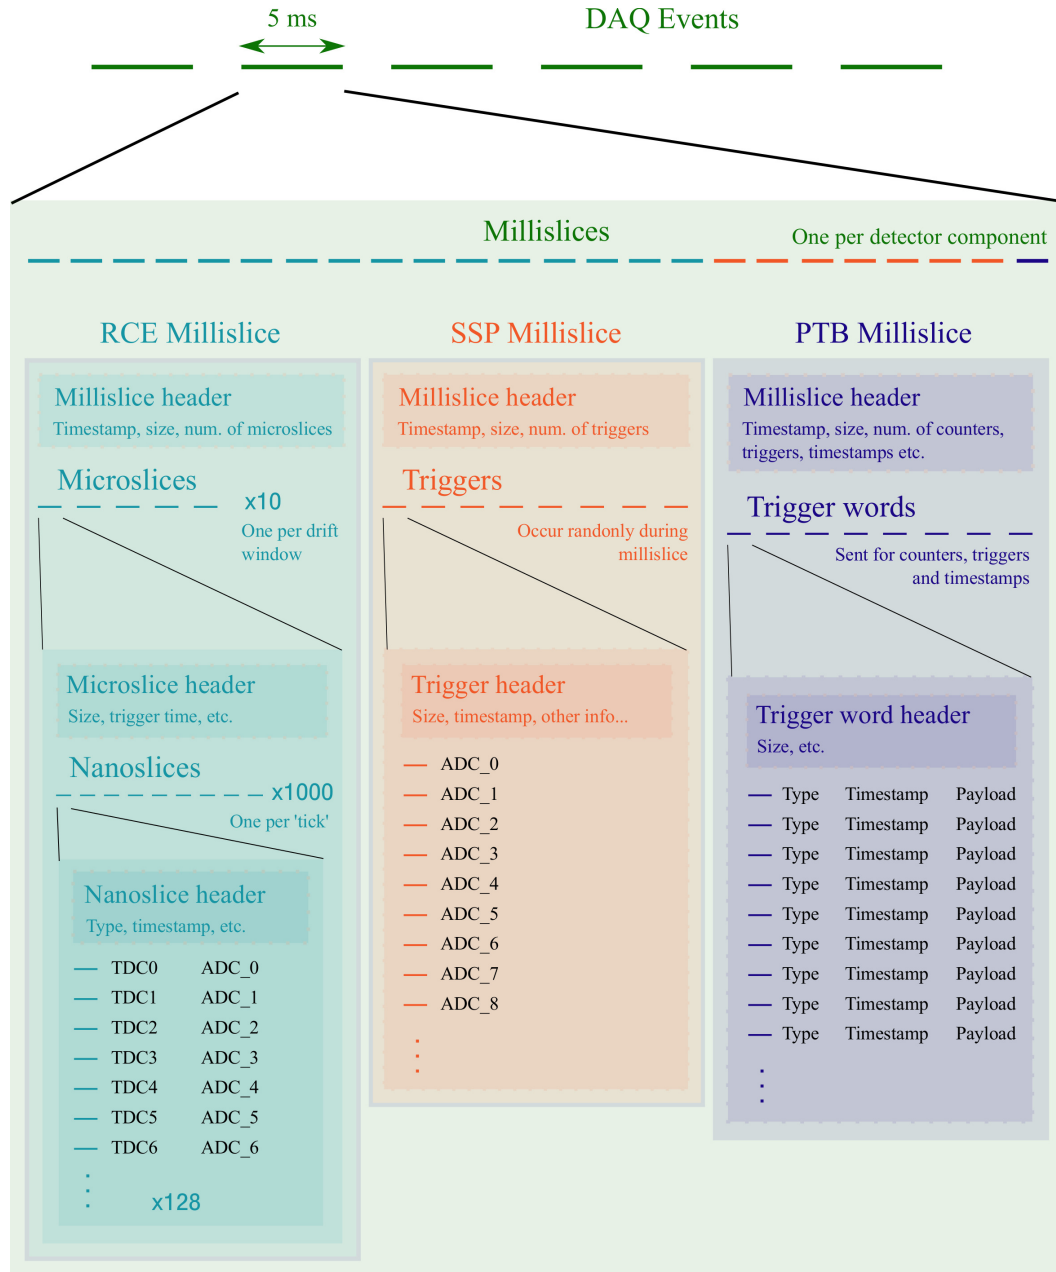 5 ms
DAQ Events
Millislices
One per detector component
RCE Millislice
Millislice header
Timestamp, size, num. of microslices
Microslices
x10
One per drift
window
Microslice header
Size, trigger time, etc.
Nanoslices
x1000
One per 'tick'
Nanoslice header
Type, timestamp, etc.
TDC0 ADC_0
TDC1 ADC_1
TDC2 ADC_2
TDC3 ADC_3
TDC4 ADC_4
TDC5 ADC_5
TDC6 ADC_6
x128
SSP Millislice
Millislice header
Timestamp, size, num. of triggers
Triggers
Occur randonly during
millislice
Trigger header
Size, timestamp, other info...
ADC_0
ADC_1
ADC_2
ADC_3
ADC_4
ADC_5
ADC_6
ADC_7
ADC_8
PTB Millislice
Millislice header
Timestamp, size, num. of counters,
triggers, timestamps etc.
Trigger words
Sent for counters, triggers
and timestamps
Trigger word header
Size, etc.
Type Timestamp Payload
Type Timestamp Payload
Type Timestamp Payload
Type Timestamp Payload
Type Timestamp Payload
Type Timestamp Payload
Type Timestamp Payload
Type Timestamp Payload
Type Timestamp Payload